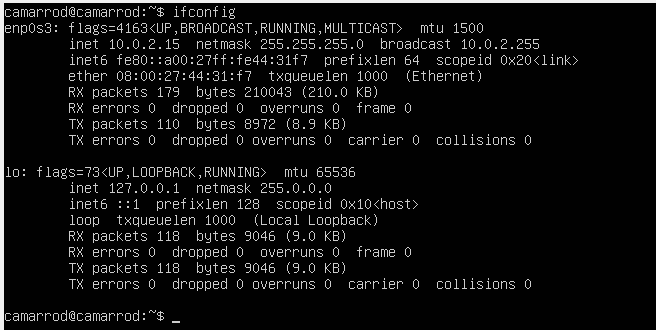 camarrod@camarrod:~$ ifconfig
enp0s3: flags=4163<UP,BROADCAST,RUNNING,MULTICAST>  mtu 1500
        inet 10.0.2.15  netmask 255.255.255.0  broadcast 10.0.2.255
        inet6 fe80::a00:27ff:fe44:31f7  prefixlen 64  scopeid 0x20<link>
        ether 08:00:27:44:31:f7  txqueuelen 1000  (Ethernet)
        RX packets 179  bytes 210043 (210.0 KB)
        RX errors 0  dropped 0  overruns 0  frame 0
        TX packets 110  bytes 8972 (8.9 KB)
        TX errors 0  dropped 0 overruns 0  carrier 0  collisions 0
lo: flags=73<UP,LOOPBACK,RUNNING>  mtu 65536
        inet 127.0.0.1  netmask 255.0.0.0
        inet6 ::1  prefixlen 128  scopeid 0x10<host>
        loop  txqueuelen 1000  (Local Loopback)
        RX packets 118  bytes 9046 (9.0 KB)
        RX errors 0  dropped 0  overruns 0  frame 0
        TX packets 118  bytes 9046 (9.0 KB)
        TX errors 0  dropped 0 overruns 0  carrier 0  collisions 0
camarrod@camarrod:~$ _